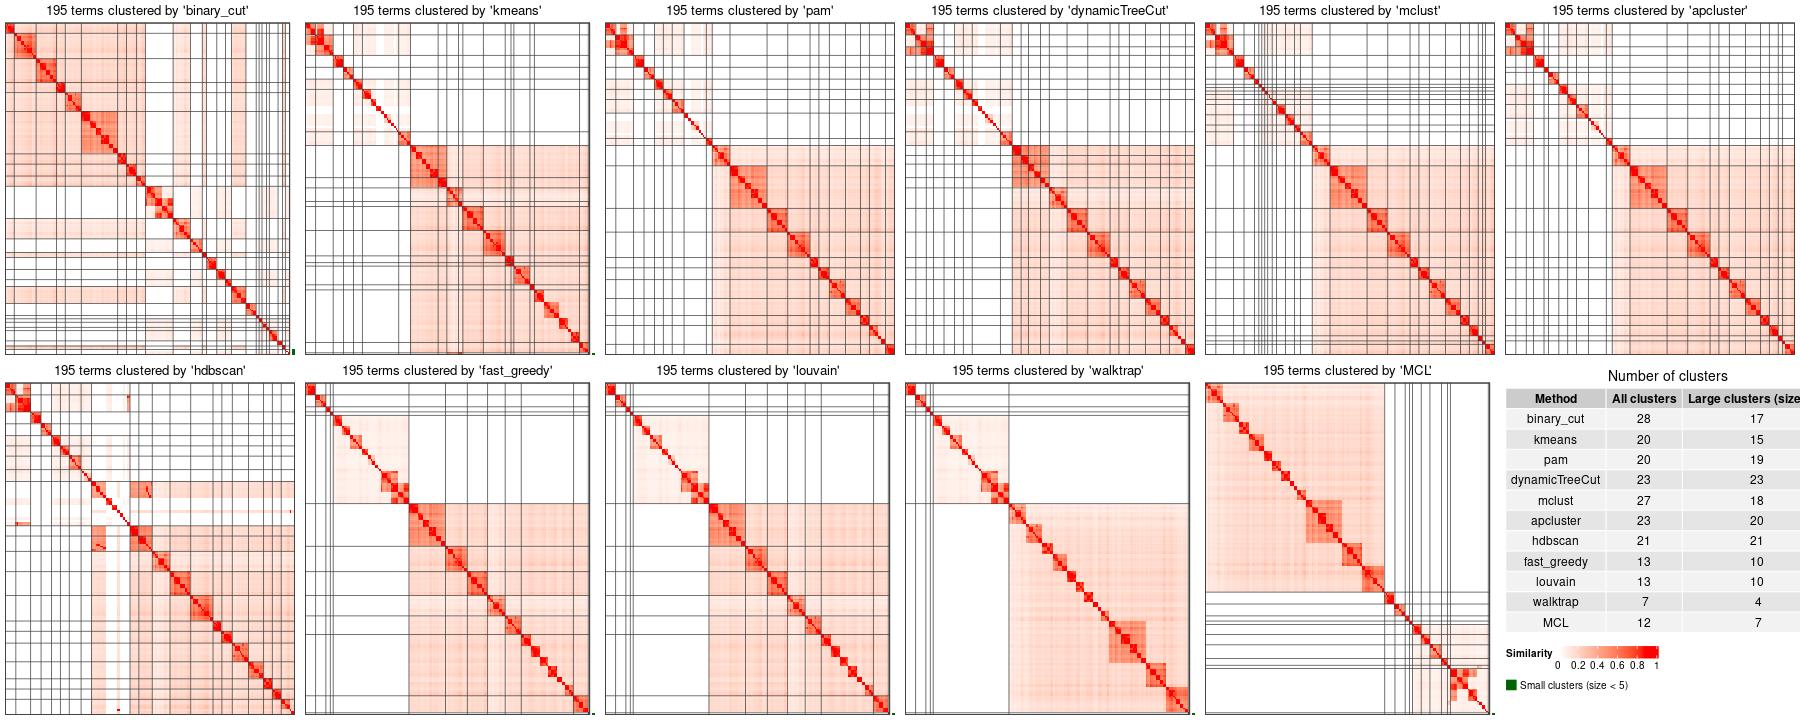 195 terms clustered by 'binary_cut'
195 terms clustered by 'kmeans'
195 terms clustered by 'pam'
195 terms clustered by 'dynamicTreeCut'
195 terms clustered by 'mclust'
195 terms clustered by 'apcluster'
195 terms clustered by 'hdbscan'
195 terms clustered by 'fast_greedy'
195 terms clustered by 'louvain'
195 terms clustered by 'walktrap'
195 terms clustered by 'MCL'
Number of clusters
Method All clusters Large clusters (size
binary_cut 28 17
kmeans 20 15
pam 20 19
dynamicTreeCut 23 23
mclust 27 18
apcluster 23 20
hdbscan 21 21
fast_greedy 13 10
louvain 13 10
walktrap 7 4
MCL 12 7
Similarity
0 0.2 0.4 0.6 0.8 1
Small clusters (size < 5)